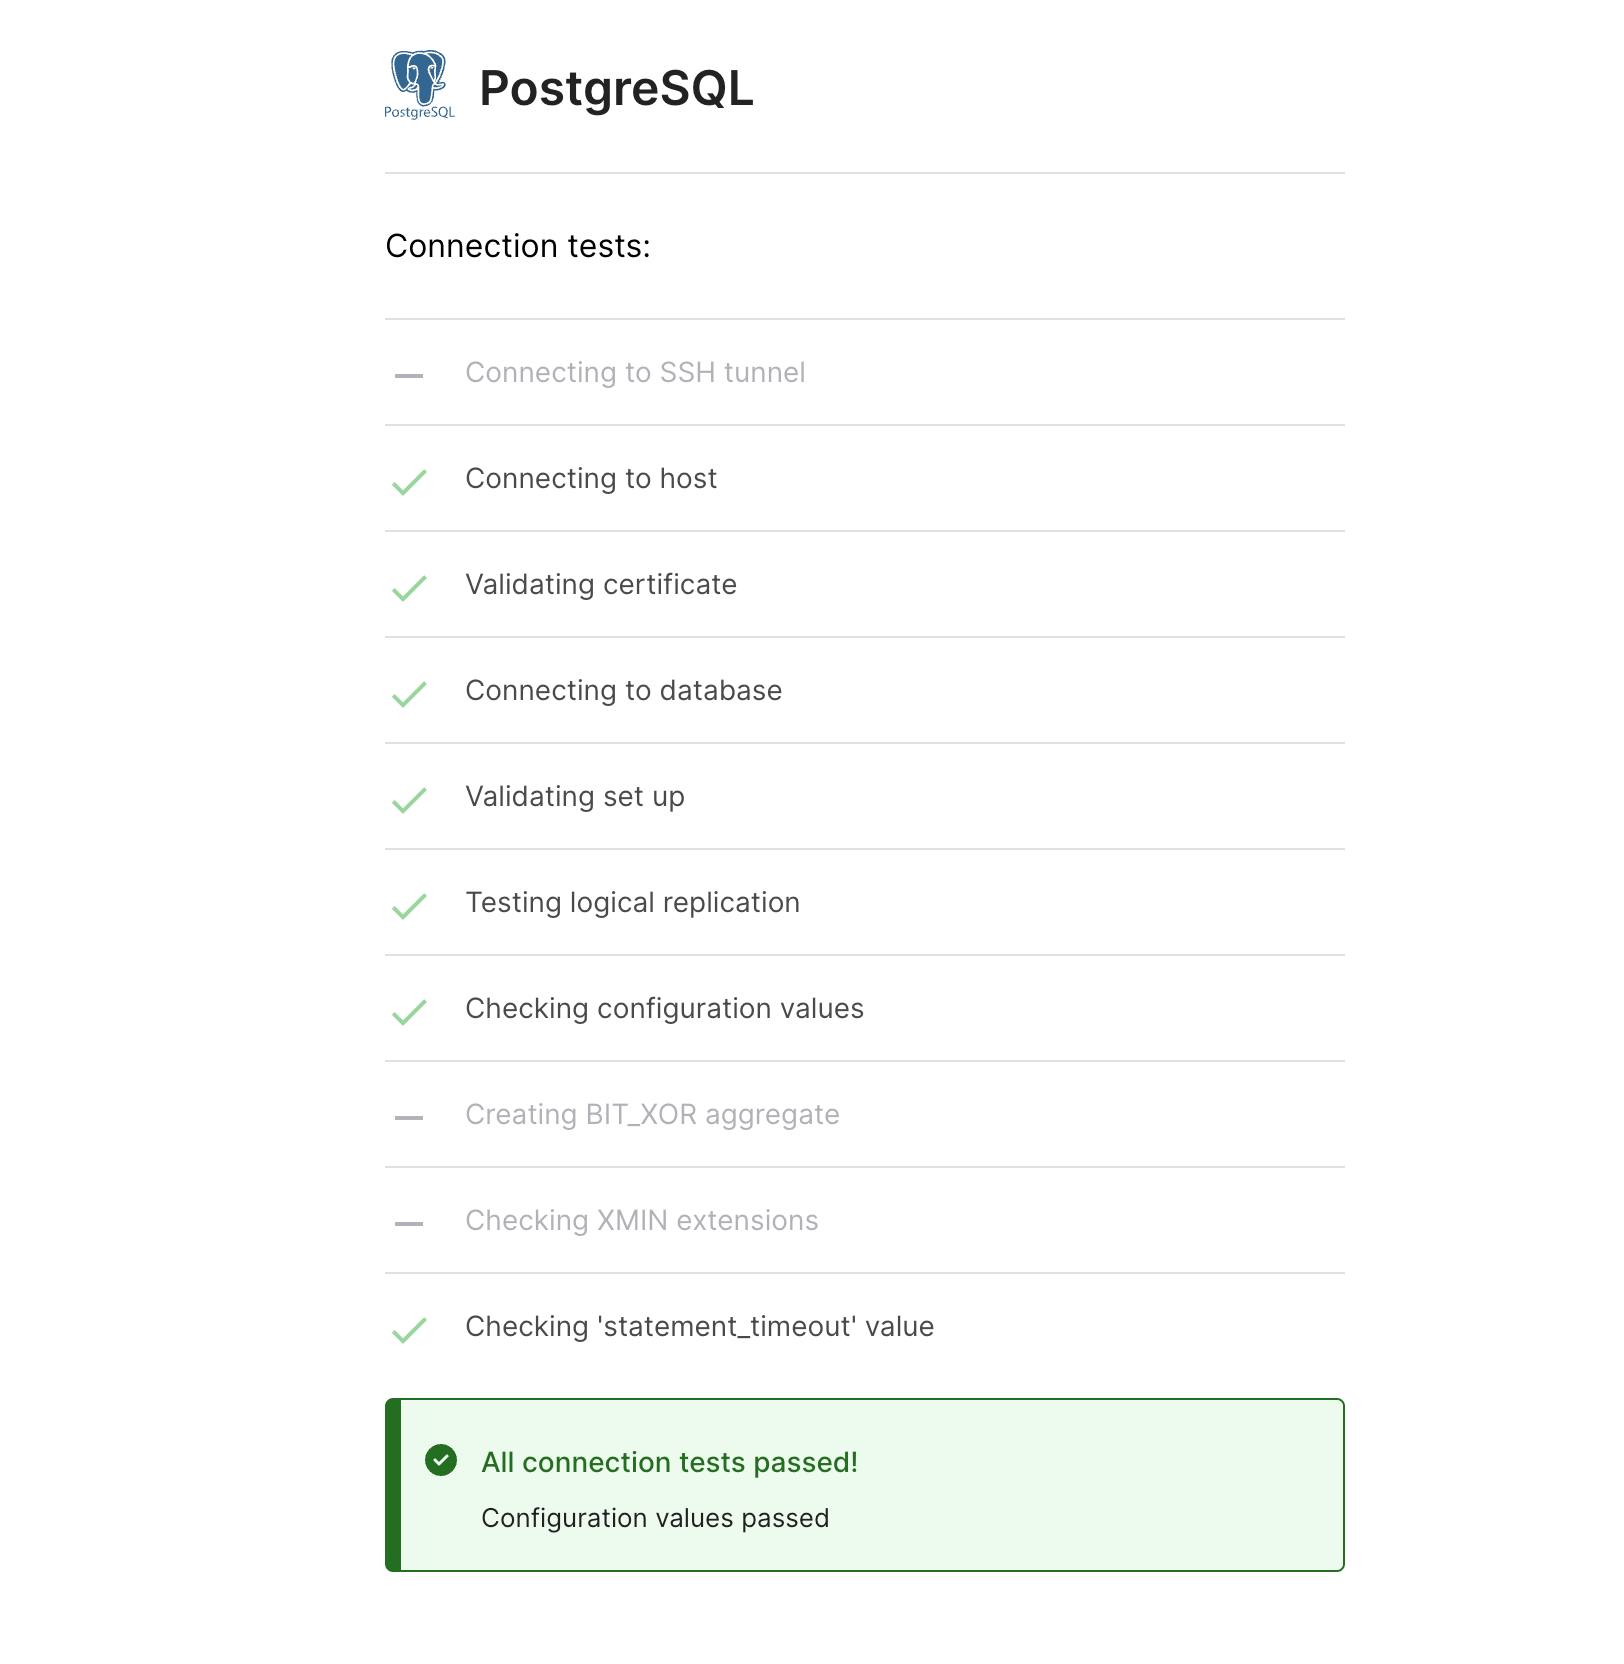 PostgreSQL
PostgreSQL
Connection tests:
Connecting to SSH tunnel
Connecting to host
Validating certificate
Connecting to database
Validating set up
Testing logical replication
Checking configuration values
Creating BIT_XOR aggregate
Checking XMIN extensions
Checking 'statement_timeout' value
All connection tests passed!
Configuration values passed